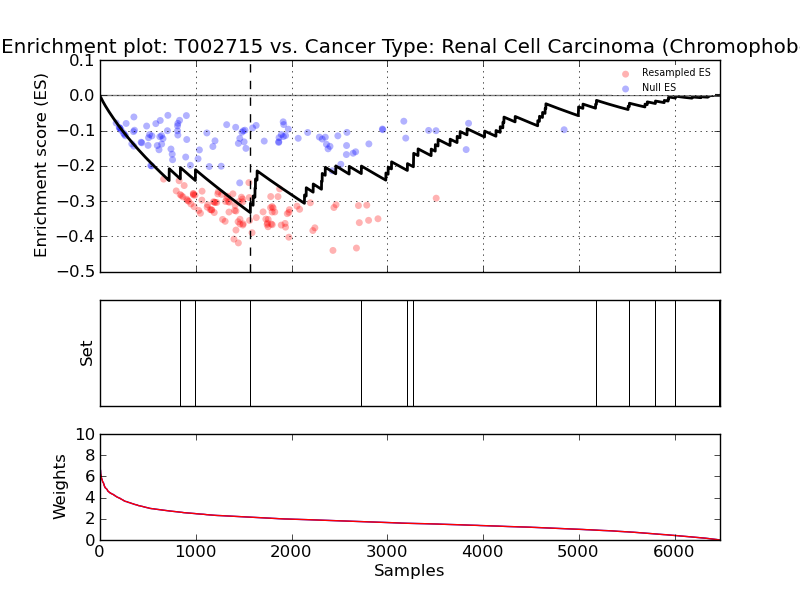 Enrichment plot: T002715 vs. Cancer Type: Renal Cell Carcinoma (Chromophob
0.1
0.0
−0.1
−0.2
−0.3
−0.4
−0.5
Enrichment score (ES)
Resampled ES
Null ES
Set
10
8
6
4
2
0
Weights
0 1000 2000 3000 4000 5000 6000
Samples